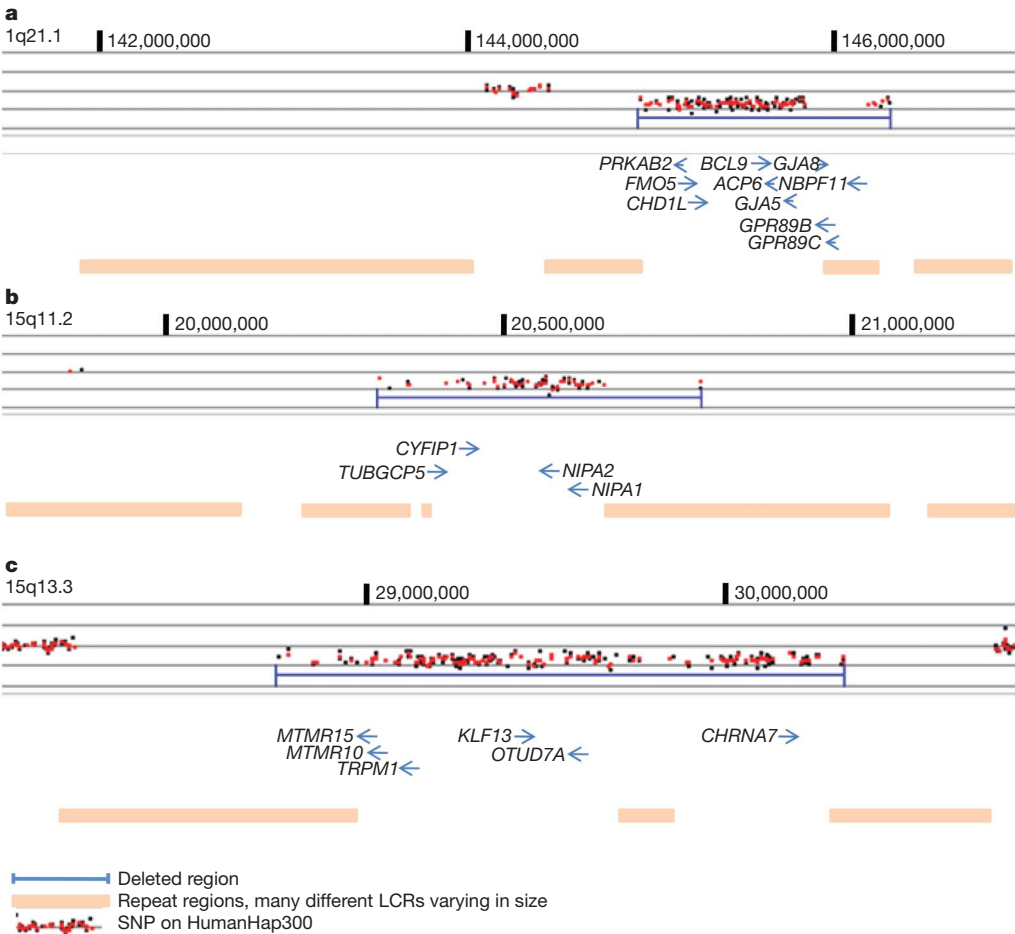 a
1q21.1
142,000,000 144,000,000 146,000,000
PRKAB2 BCL9 GJA8
FMO5 ACP6 NBPF11
CHD1L GJA5
GPR89B
GPR89C
b
15q11.2
20,000,000 20,500,000 21,000,000
CYFIP1
TUBGCP5 NIPA2
NIPA1
c
15q13.3
29,000,000 30,000,000
MTMR15 KLF13 CHRNA7
MTMR10 OTUD7A
TRPM1
Deleted region
Repeat regions, many different LCRs varying in size
SNP on HumanHap300